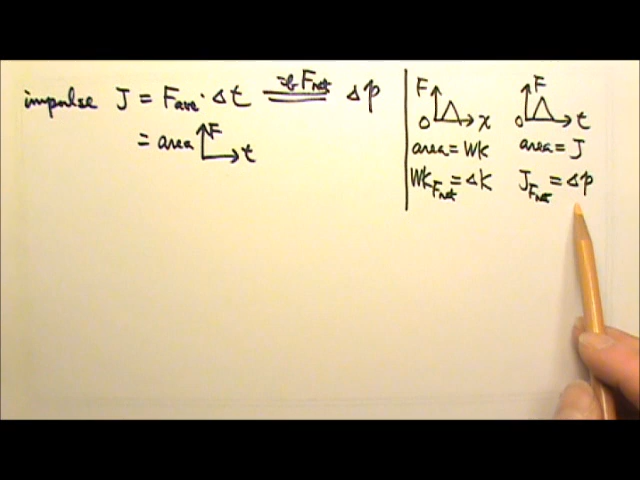 impulse J = Fave · Δt =if Fnet= Δp
= area F t
F 0 x
area = Wk
WkFnet = ΔK
F 0 t
area = J
JFnet = Δp